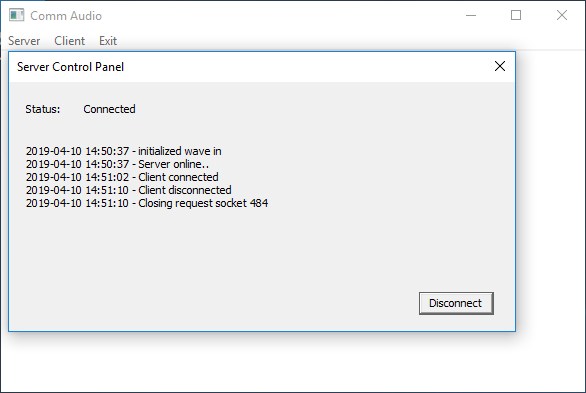 Comm Audio
Server Client Exit
Server Control Panel
Status: Connected
2019-04-10 14:50:37 - initialized wave in
2019-04-10 14:50:37 - Server online..
2019-04-10 14:51:02 - Client connected
2019-04-10 14:51:10 - Client disconnected
2019-04-10 14:51:10 - Closing request socket 484
Disconnect